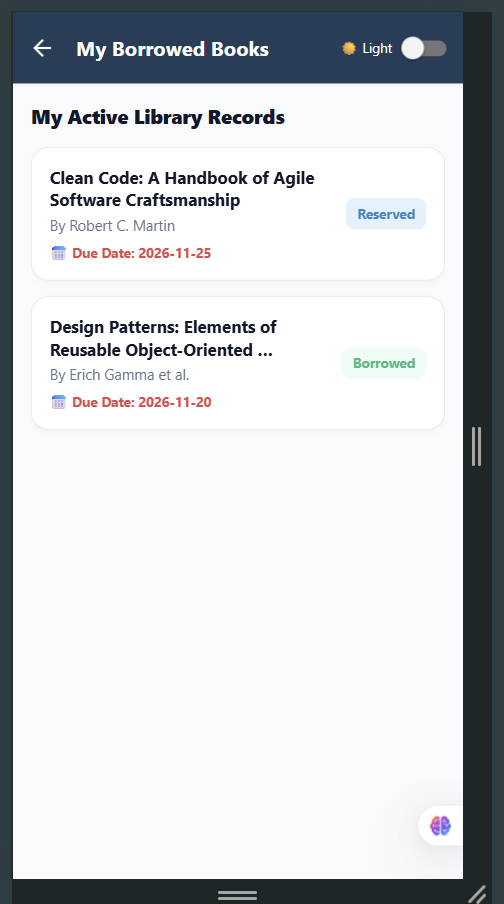 My Borrowed Books
Light
My Active Library Records
Clean Code: A Handbook of Agile
Software Craftsmanship
By Robert C. Martin
Due Date: 2026-11-25
Reserved
Design Patterns: Elements of
Reusable Object-Oriented ...
By Erich Gamma et al.
Due Date: 2026-11-20
Borrowed